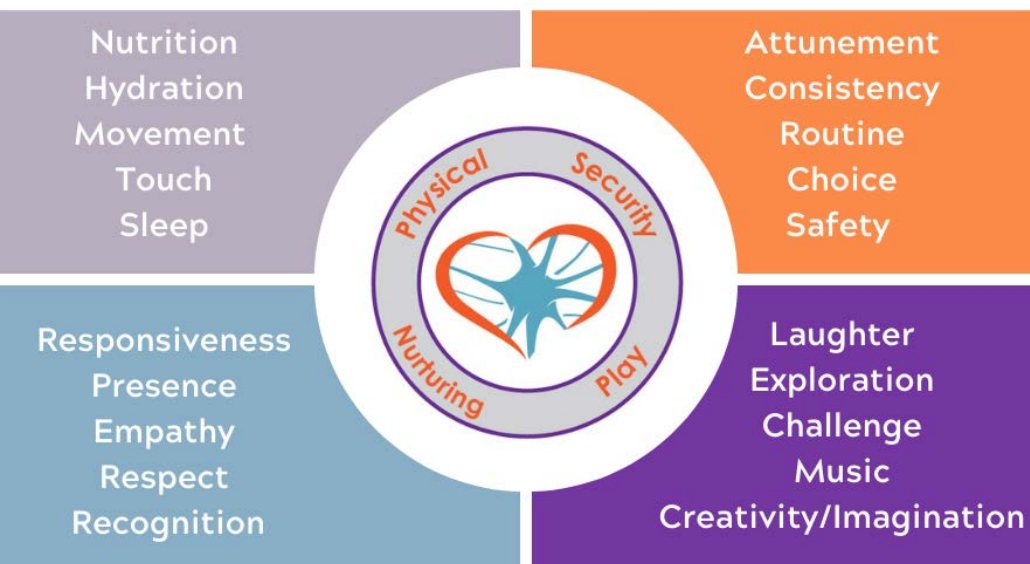 Nutrition
Hydration
Movement
Touch
Sleep
Attunement
Consistency
Routine
Choice
Safety
Physical
Security
Nurturing
Play
Responsiveness
Presence
Empathy
Respect
Recognition
Laughter
Exploration
Challenge
Music
Creativity/Imagination